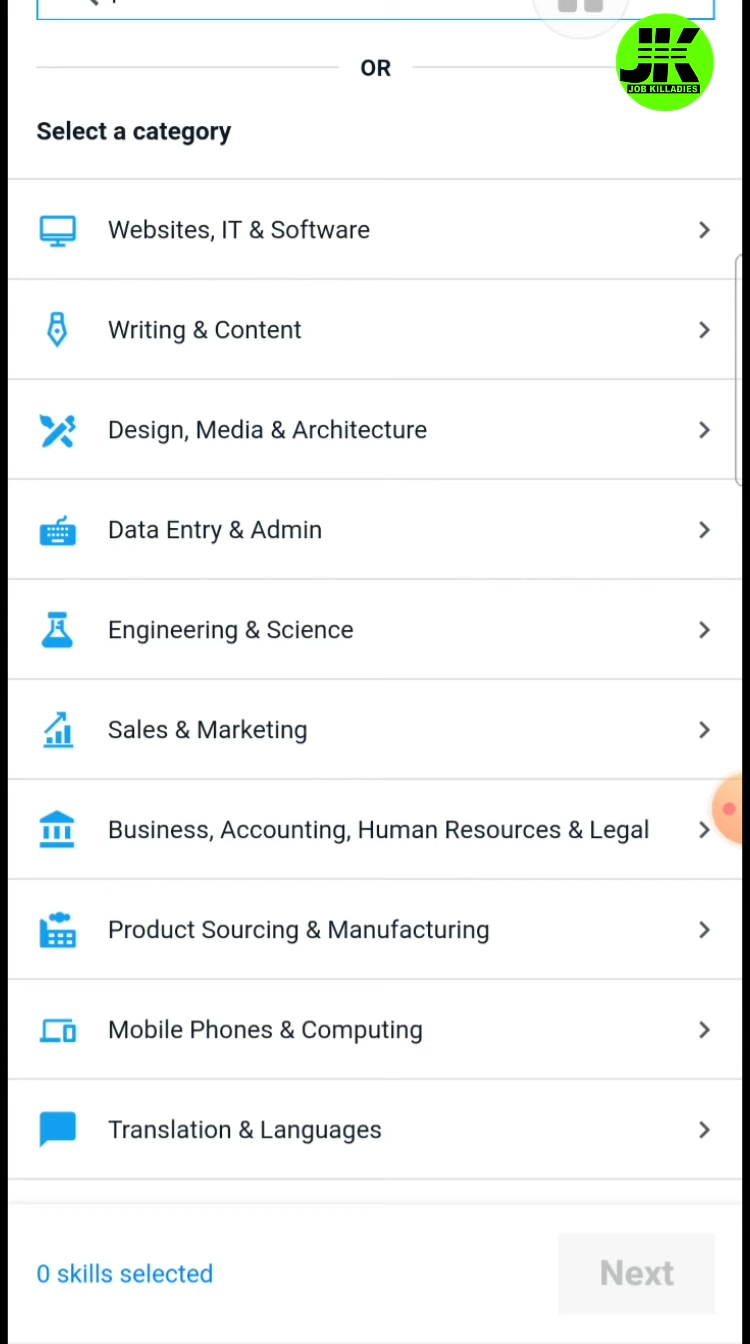 OR
JK
JOB KILLADIES
Select a category
Websites, IT & Software
Writing & Content
Design, Media & Architecture
Data Entry & Admin
Engineering & Science
Sales & Marketing
Business, Accounting, Human Resources & Legal
Product Sourcing & Manufacturing
Mobile Phones & Computing
Translation & Languages
0 skills selected
Next